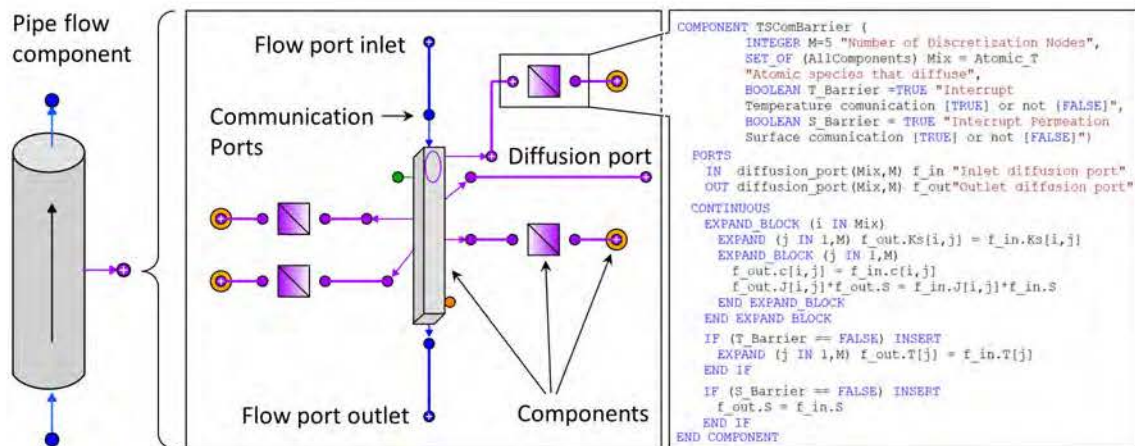 Pipe flow
component
Flow port inlet
Communication
Ports
Diffusion port
Flow port outlet
Components
COMPONENT TSComBarrier (
INTEGER M=5 "Number of Discretization Nodes",
SET_OF (AllComponents) Mix = Atomic_T
"Atomic species that diffuse",
BOOLEAN T_Barrier =TRUE "Interrupt
Temperature comunication [TRUE] or not [FALSE]",
BOOLEAN S_Barrier = TRUE "Interrupt Permeation
Surface comunication [TRUE] or not [FALSE]")
PORTS
IN diffusion_port(Mix,M) f_in "Inlet diffusion port"
OUT diffusion_port(Mix,M) f_out"Outlet diffusion port"
CONTINUOUS
EXPAND_BLOCK (i IN Mix)
EXPAND (j IN 1,M) f_out.Ks[i,j] = f_in.Ks[i,j]
EXPAND_BLOCK (j IN 1,M)
f_out.c[i,j] = f_in.c[i,j]
f_out.J[i,j]*f_out.S = f_in.J[i,j]*f_in.S
END EXPAND_BLOCK
END EXPAND BLOCK
IF (T_Barrier == FALSE) INSERT
EXPAND (j IN 1,M) f_out.T[j] = f_in.T[j]
END IF
IF (S_Barrier == FALSE) INSERT
f_out.S = f_in.S
END IF
END COMPONENT